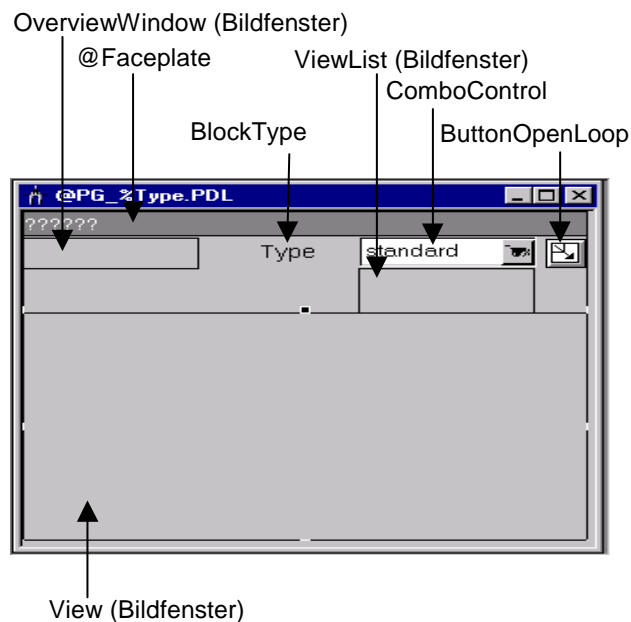 OverviewWindow (Bildfenster)
@Faceplate
ViewList (Bildfenster)
ComboControl
BlockType
ButtonOpenLoop
@PG_%Type.PDL
??????
Type
standard
View (Bildfenster)